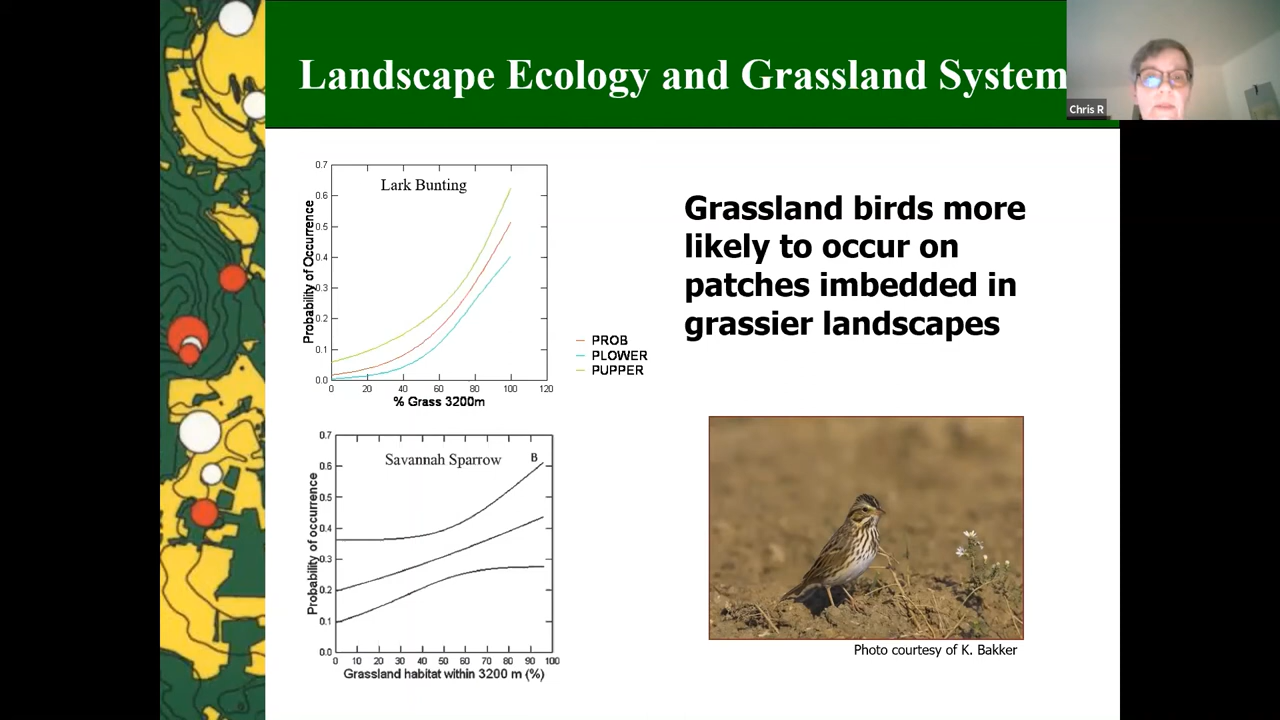 Landscape Ecology and Grassland System
Chris R
0.7
0.6
0.5
0.4
0.3
0.2
0.1
0.0
Lark Bunting
Probability of Occurrence
0
20
40
60
80
100
120
% Grass 3200m
PROB
PLOWER
PUPPER
Grassland birds more
likely to occur on
patches imbedded in
grassier landscapes
0.7
0.6
0.5
0.4
0.3
0.2
0.1
0.0
Savannah Sparrow
B
Probability of occurrence
0
10
20
30
40
50
60
70
80
90
100
Grassland habitat within 3200 m (%)
Photo courtesy of K. Bakker